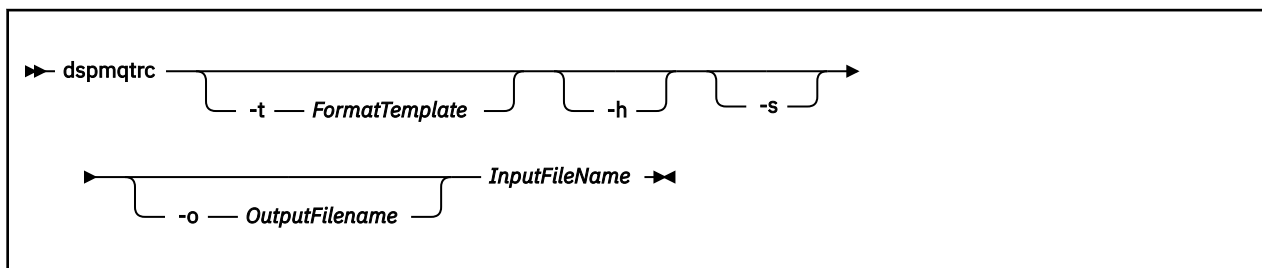 dspmqtrc
-t FormatTemplate -h -s
InputFileName
-o OutputFilename